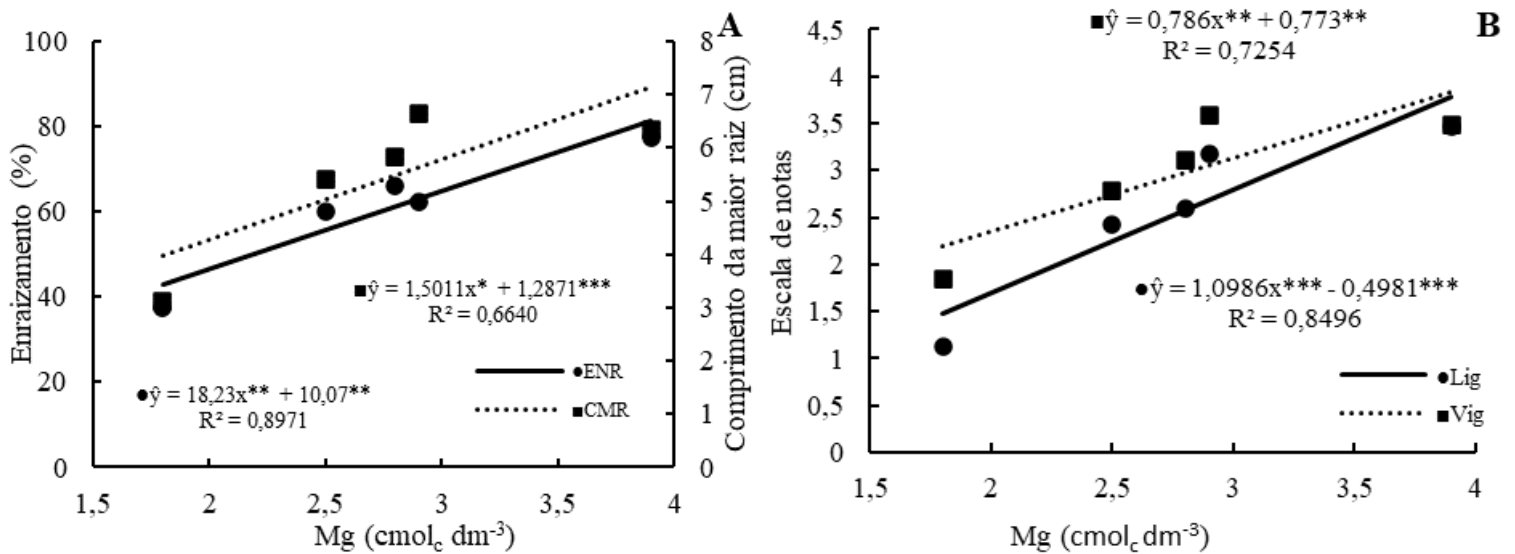 A
100
80
60
40
20
0
Enraizamento (%)
8
7
6
5
4
3
2
1
0
Comprimento da maior raiz (cm)
ŷ = 1,5011x* + 1,2871***
R² = 0,6640
ENR
ŷ = 18,23x** + 10,07**
R² = 0,8971
CMR
1,5 2 2,5 3 3,5 4
Mg (cmolc dm-3)
B
ŷ = 0,786x** + 0,773**
R² = 0,7254
4,5
4
3,5
3
2,5
2
1,5
1
0,5
0
Escala de notas
ŷ = 1,0986x*** - 0,4981***
R² = 0,8496
Lig
Vig
1,5 2 2,5 3 3,5 4
Mg (cmolc dm-3)